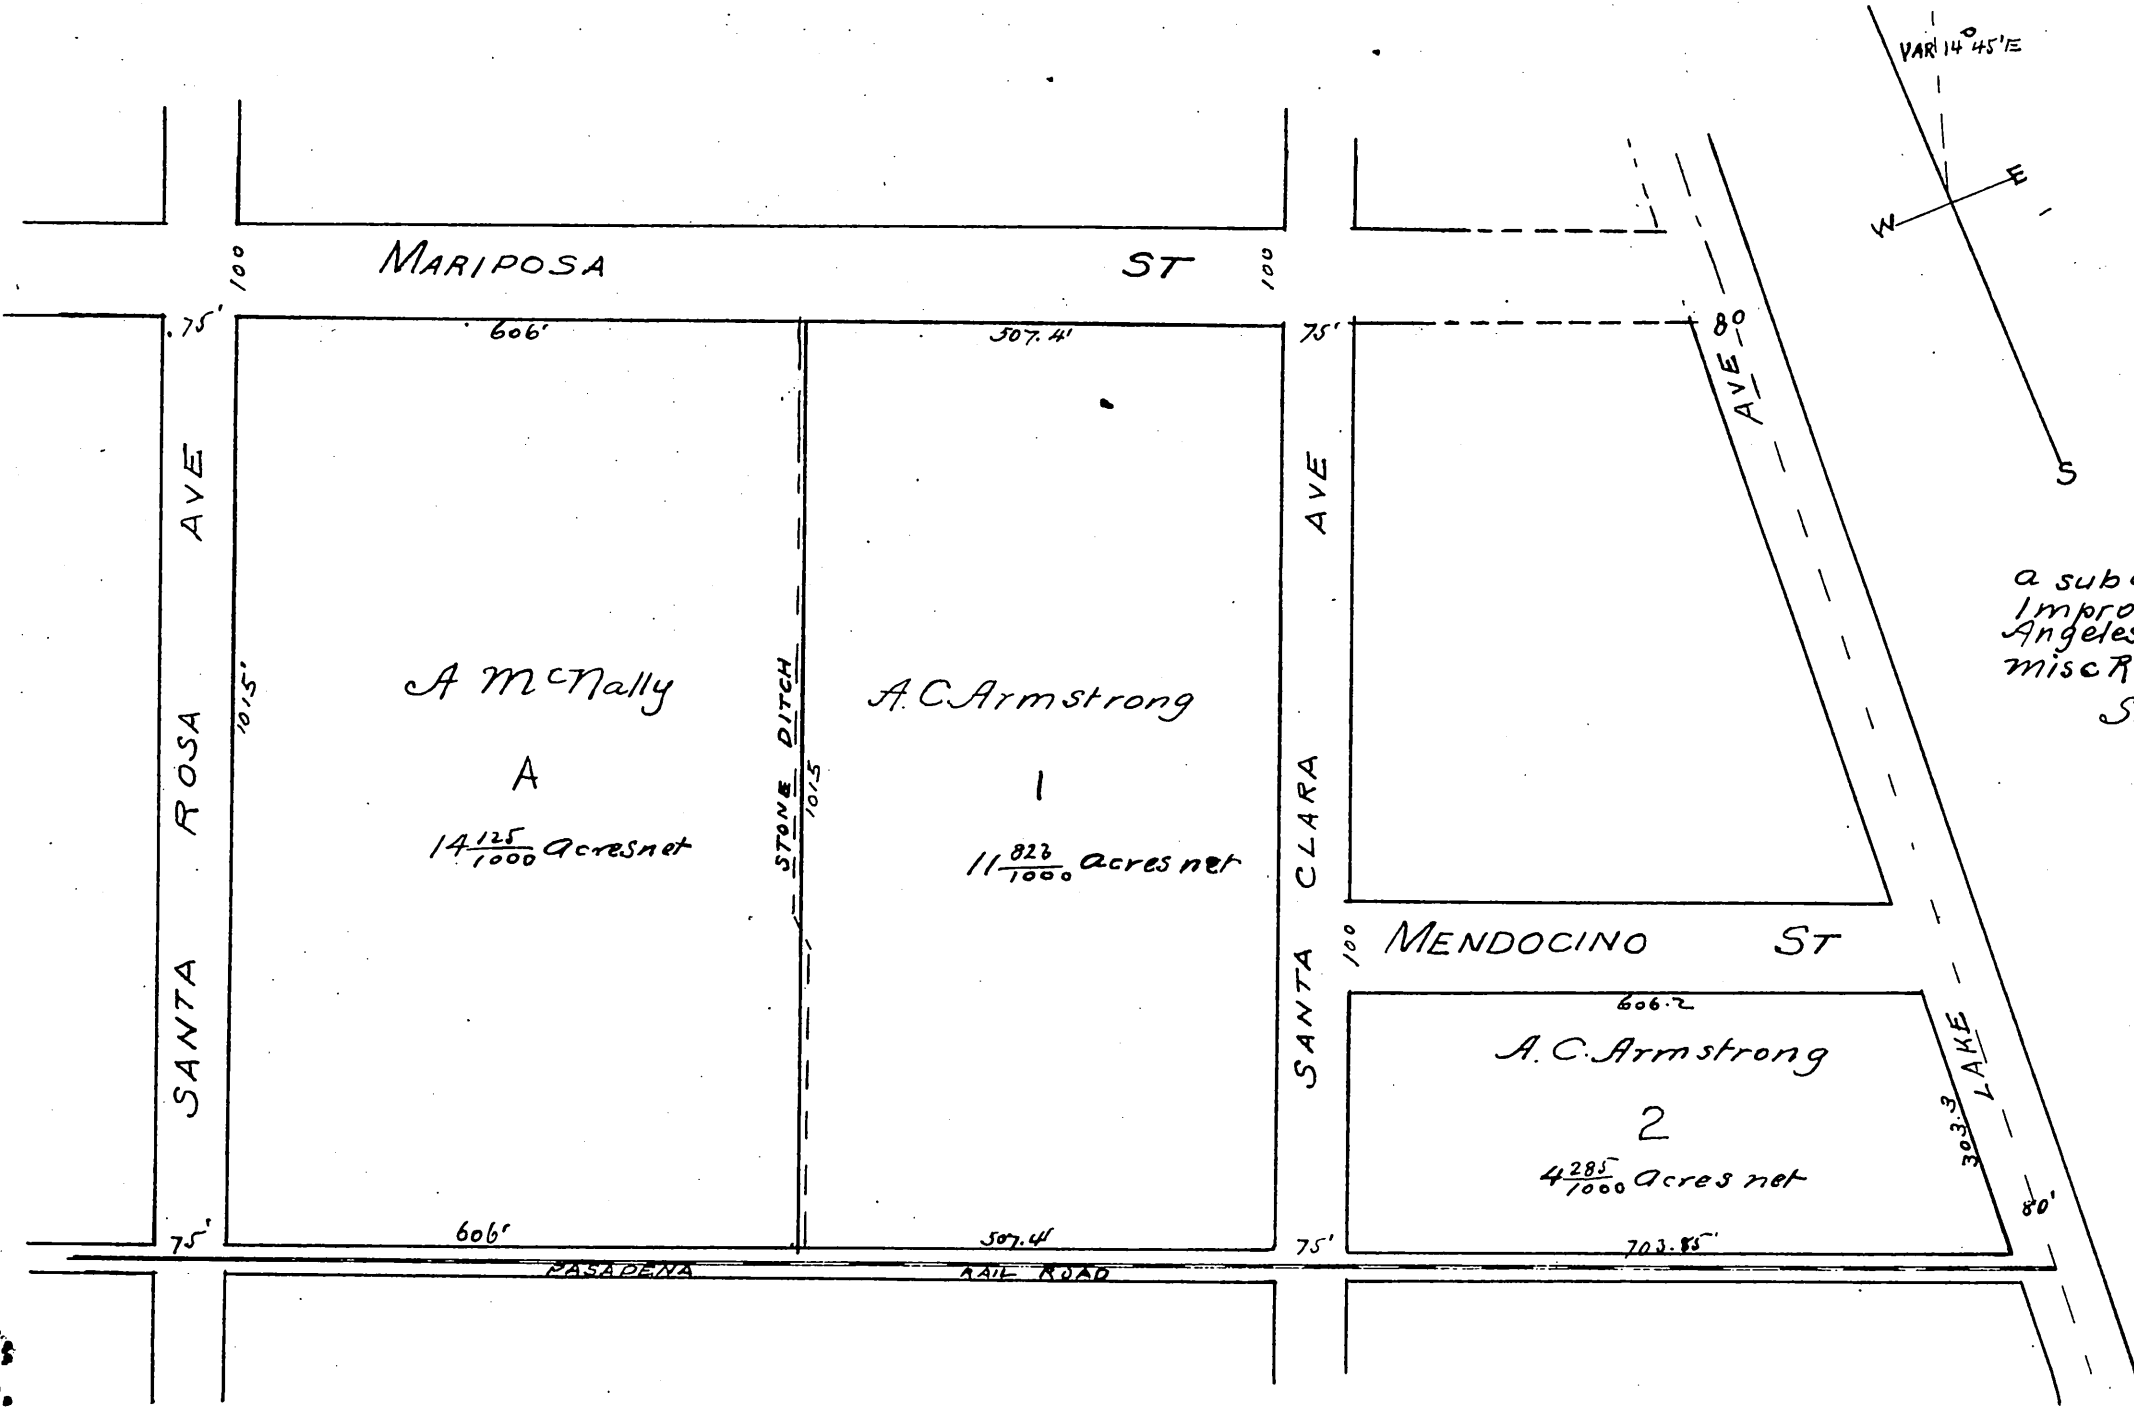 VAR 14° 45' E
E
W
S
100
MARIPOSA ST
100
75'
606'
507.4'
75'
80
AVE
SANTA ROSA AVE
1015'
A McNally
A
14 125/1000 Acres net
STONE DITCH
1015
A. C. Armstrong
1
acres net
SANTA CLARA AVE
a sub
Impro
Angeles
misc R
S
100
MENDOCINO ST
606.2
A. C. Armstrong
2
4 285/1000 Acres net
303.3
LAKE
80'
75'
606'
507.4'
75'
703.85'
PASADENA RAIL ROAD